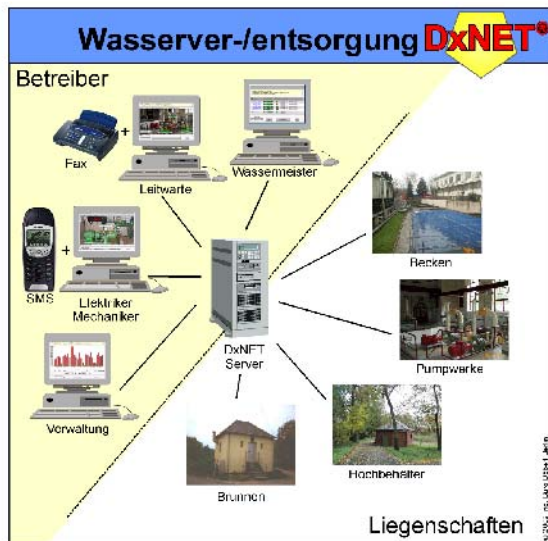 Wasserver-/entsorgung DxNET®
Betreiber
+
Fax
Leitwarte
Wassermeister
+
SMS
Elektriker
Mechaniker
Becken
DxNET
Server
Pumpwerke
Verwaltung
Brunnen
Hochbehälter
Liegenschaften